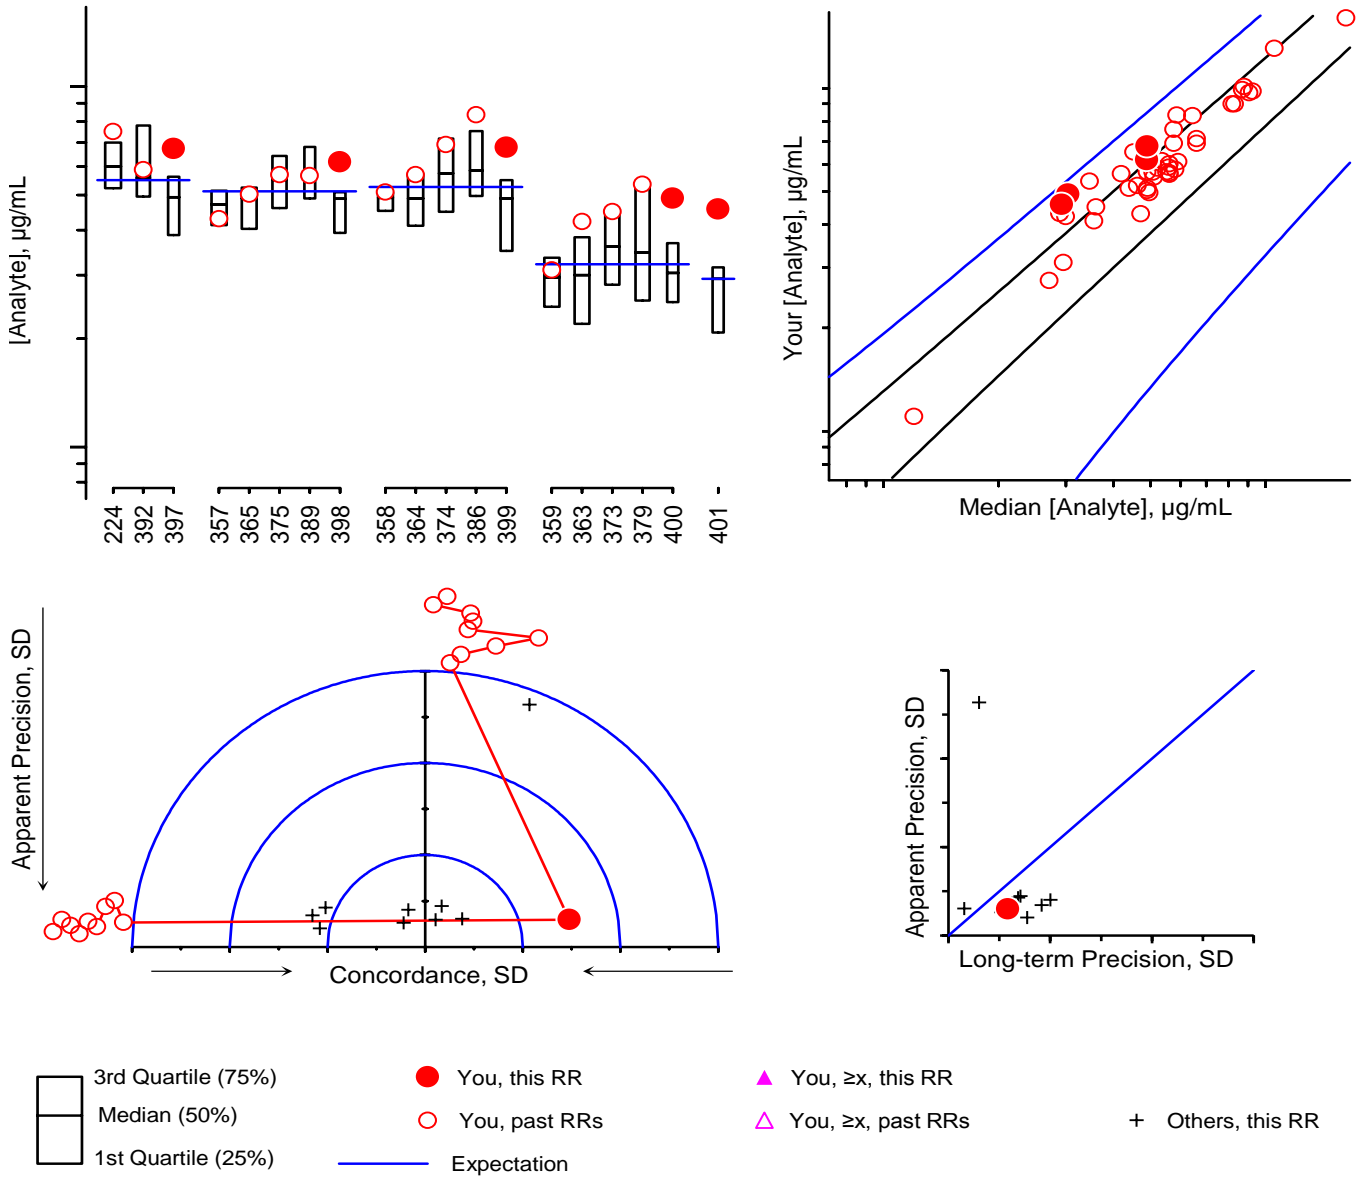 [Analyte], µg/mL
224
392
397
357
365
375
389
398
358
364
374
386
399
359
363
373
379
400
401
Your [Analyte], µg/mL
Median [Analyte], µg/mL
Apparent Precision, SD
Concordance, SD
Apparent Precision, SD
Long-term Precision, SD
3rd Quartile (75%)
Median (50%)
1st Quartile (25%)
You, this RR
You, past RRs
Expectation
You, ≥x, this RR
You, ≥x, past RRs
Others, this RR